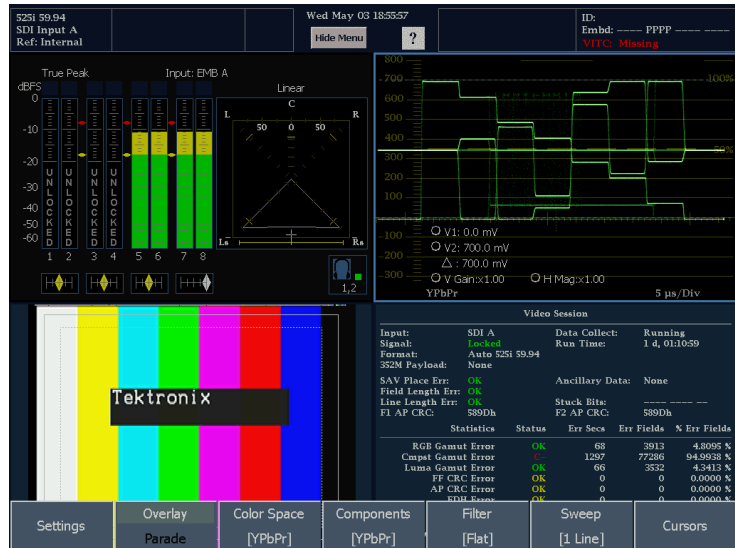 525i 59.94
SDI Input A
Ref: Internal
Wed May 03 18:55:57
Hide Menu
?
ID:
Embd: ---- PPPP ---- ----
VITC: Missing
True Peak
Input: EMB A
dBFS
0
-10
-20
-30
-40
-50
-60
UNLOCKED
UNLOCKED
UNLOCKED
UNLOCKED
1 2 3 4 5 6 7 8
Linear
C
L
R
50 0 50
Ls
Rs
1,2
800
700
600
500
400
300
200
100
-100
-200
-300
100%
50%
V1: 0.0 mV
V2: 700.0 mV
△ : 700.0 mV
V Gain:x1.00
H Mag:x1.00
YPbPr
5 µs/Div
Tektronix
Video Session
Input: SDI A Data Collect: Running
Signal: Locked Run Time: 1 d, 01:10:59
Format: Auto 525i 59.94
352M Payload: None
SAV Place Err: OK Ancillary Data: None
Field Length Err: OK
Line Length Err: OK Stuck Bits: ---- ---- --
F1 AP CRC: 589Dh F2 AP CRC: 589Dh
Statistics Status Err Secs Err Fields % Err Fields
RGB Gamut Error OK 68 3913 4.8095 %
Cmpst Gamut Error C- 1297 77286 94.9938 %
Luma Gamut Error OK 66 3532 4.3413 %
FF CRC Error OK 0 0 0.0000 %
AP CRC Error OK 0 0 0.0000 %
EDH Error OK 0 0 0.0000 %
Settings
Overlay
Parade
Color Space
[YPbPr]
Components
[YPbPr]
Filter
[Flat]
Sweep
[1 Line]
Cursors